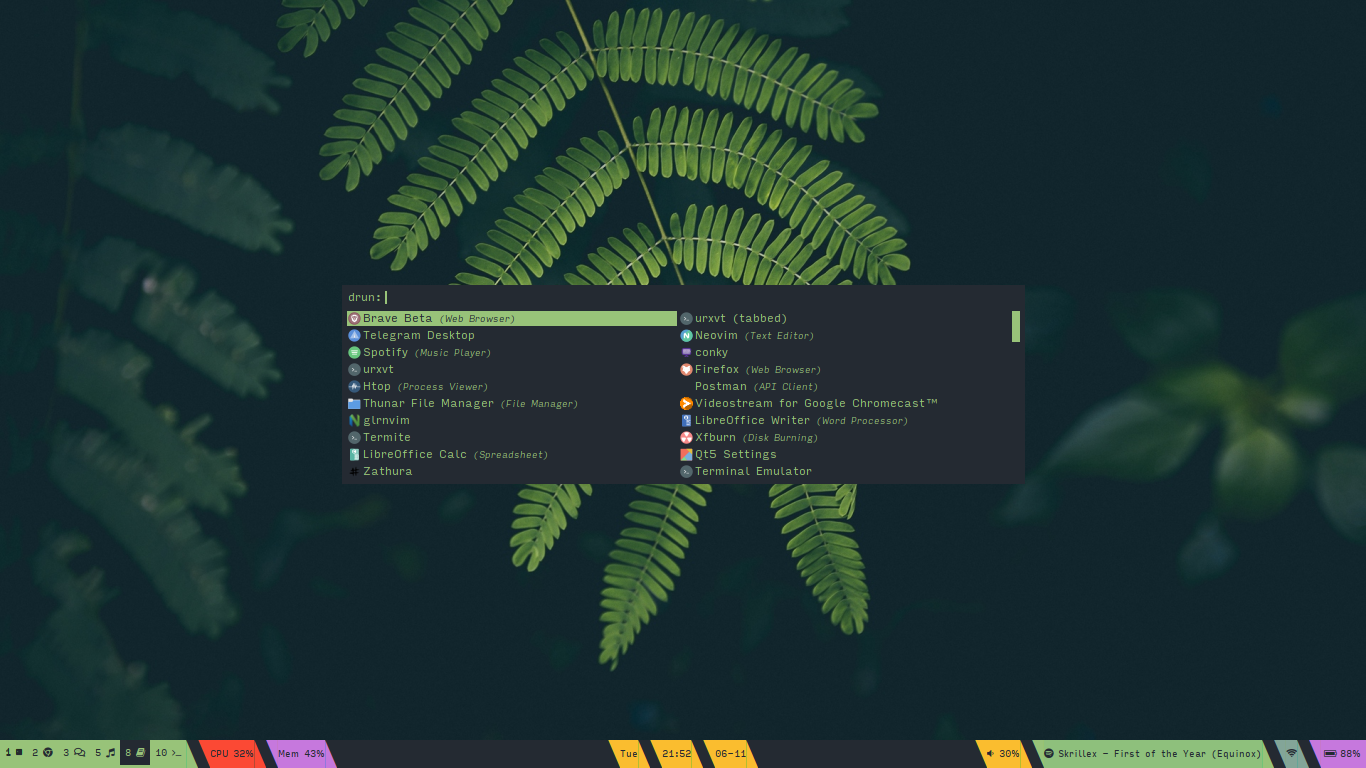 drun:
Brave Beta (Web Browser)
Telegram Desktop
Spotify (Music Player)
urxvt
Htop (Process Viewer)
Thunar File Manager (File Manager)
glrnvim
Termite
LibreOffice Calc (Spreadsheet)
Zathura
urxvt (tabbed)
Neovim (Text Editor)
conky
Firefox (Web Browser)
Postman (API Client)
Videostream for Google Chromecast™
LibreOffice Writer (Word Processor)
Xfburn (Disk Burning)
Qt5 Settings
Terminal Emulator
1 2 3 5 8 10 CPU 32% Mem 43% Tue 21:52 06-11 30% Skrillex - First of the Year (Equinox) 88%